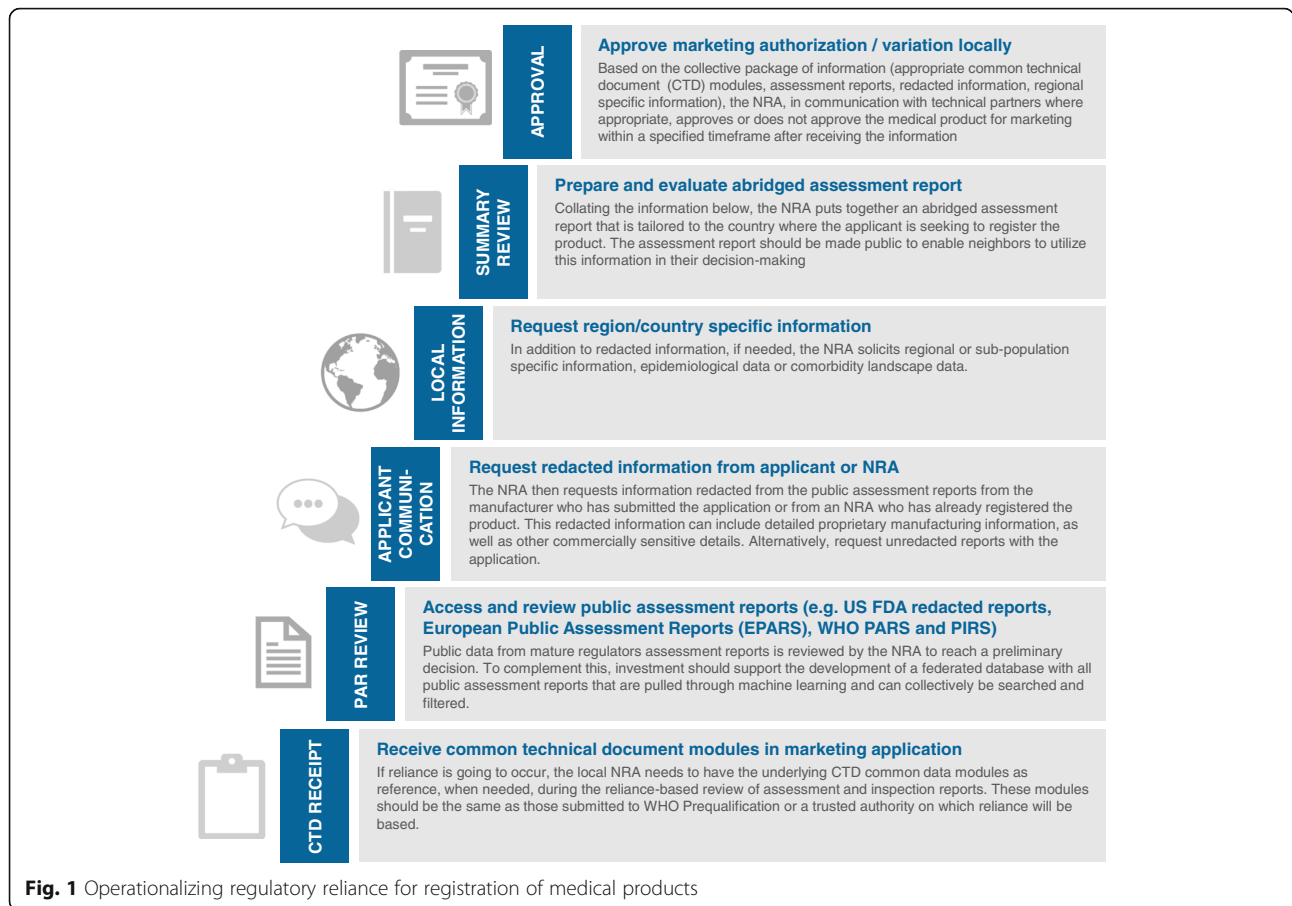 APPROVAL
Approve marketing authorization / variation locally
Based on the collective package of information (appropriate common technical
document (CTD) modules, assessment reports, redacted information, regional
specific information), the NRA, in communication with technical partners where
appropriate, approves or does not approve the medical product for marketing
within a specified timeframe after receiving the information
SUMMARY
REVIEW
Prepare and evaluate abridged assessment report
Collating the information below, the NRA puts together an abridged assessment
report that is tailored to the country where the applicant is seeking to register the
product. The assessment report should be made public to enable neighbors to utilize
this information in their decision-making
LOCAL
INFORMATION
Request region/country specific information
In addition to redacted information, if needed, the NRA solicits regional or sub-population
specific information, epidemiological data or comorbidity landscape data.
APPLICANT
COMMUNI-
CATION
Request redacted information from applicant or NRA
The NRA then requests information redacted from the public assessment reports from the
manufacturer who has submitted the application or from an NRA who has already registered the
product. This redacted information can include detailed proprietary manufacturing information, as
well as other commercially sensitive details. Alternatively, request unredacted reports with the
application.
PAR REVIEW
Access and review public assessment reports (e.g. US FDA redacted reports,
European Public Assessment Reports (EPARS), WHO PARS and PIRS)
Public data from mature regulators assessment reports is reviewed by the NRA to reach a preliminary
decision. To complement this, investment should support the development of a federated database with all
public assessment reports that are pulled through machine learning and can collectively be searched and
filtered.
CTD RECEIPT
Receive common technical document modules in marketing application
If reliance is going to occur, the local NRA needs to have the underlying CTD common data modules as
reference, when needed, during the reliance-based review of assessment and inspection reports. These modules
should be the same as those submitted to WHO Prequalification or a trusted authority on which reliance will be
based.
Fig. 1 Operationalizing regulatory reliance for registration of medical products